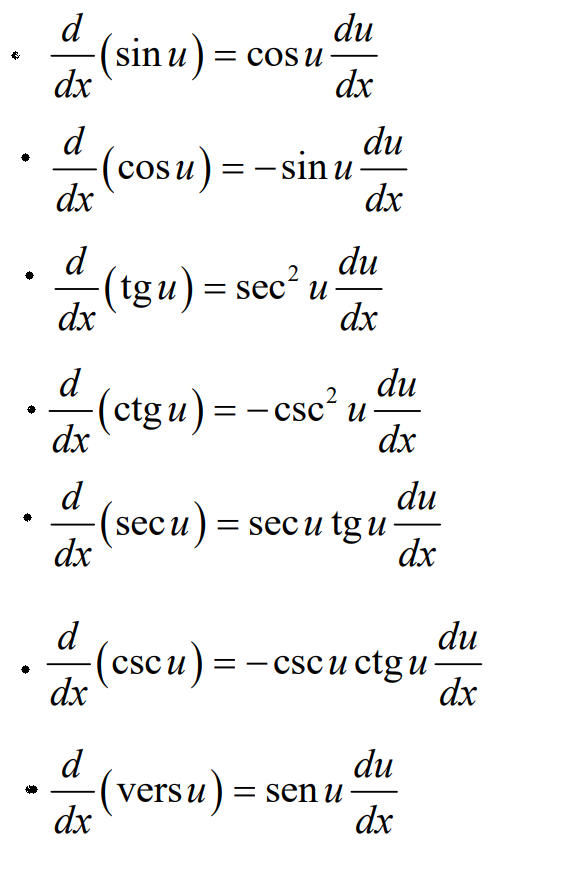 • d/dx (sin u) = cos u du/dx
• d/dx (cos u) = −sin u du/dx
• d/dx (tg u) = sec² u du/dx
• d/dx (ctg u) = −csc² u du/dx
• d/dx (sec u) = sec u tg u du/dx
• d/dx (csc u) = −csc u ctg u du/dx
• d/dx (vers u) = sen u du/dx